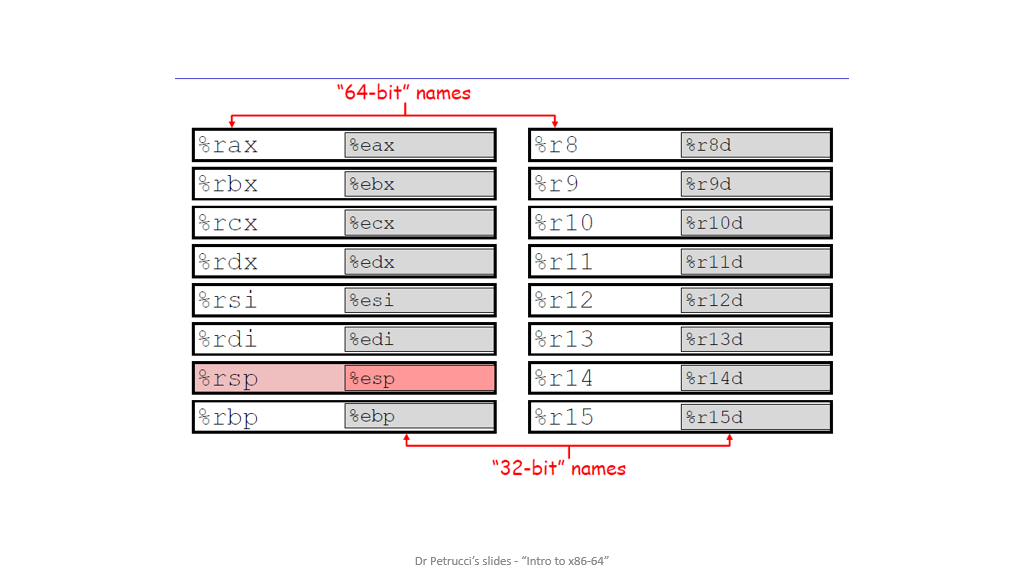 “64-bit” names
%rax %eax %r8 %r8d
%rbx %ebx %r9 %r9d
%rcx %ecx %r10 %r10d
%rdx %edx %r11 %r11d
%rsi %esi %r12 %r12d
%rdi %edi %r13 %r13d
%rsp %esp %r14 %r14d
%rbp %ebp %r15 %r15d
“32-bit” names
Dr Petrucci’s slides - “Intro to x86-64”